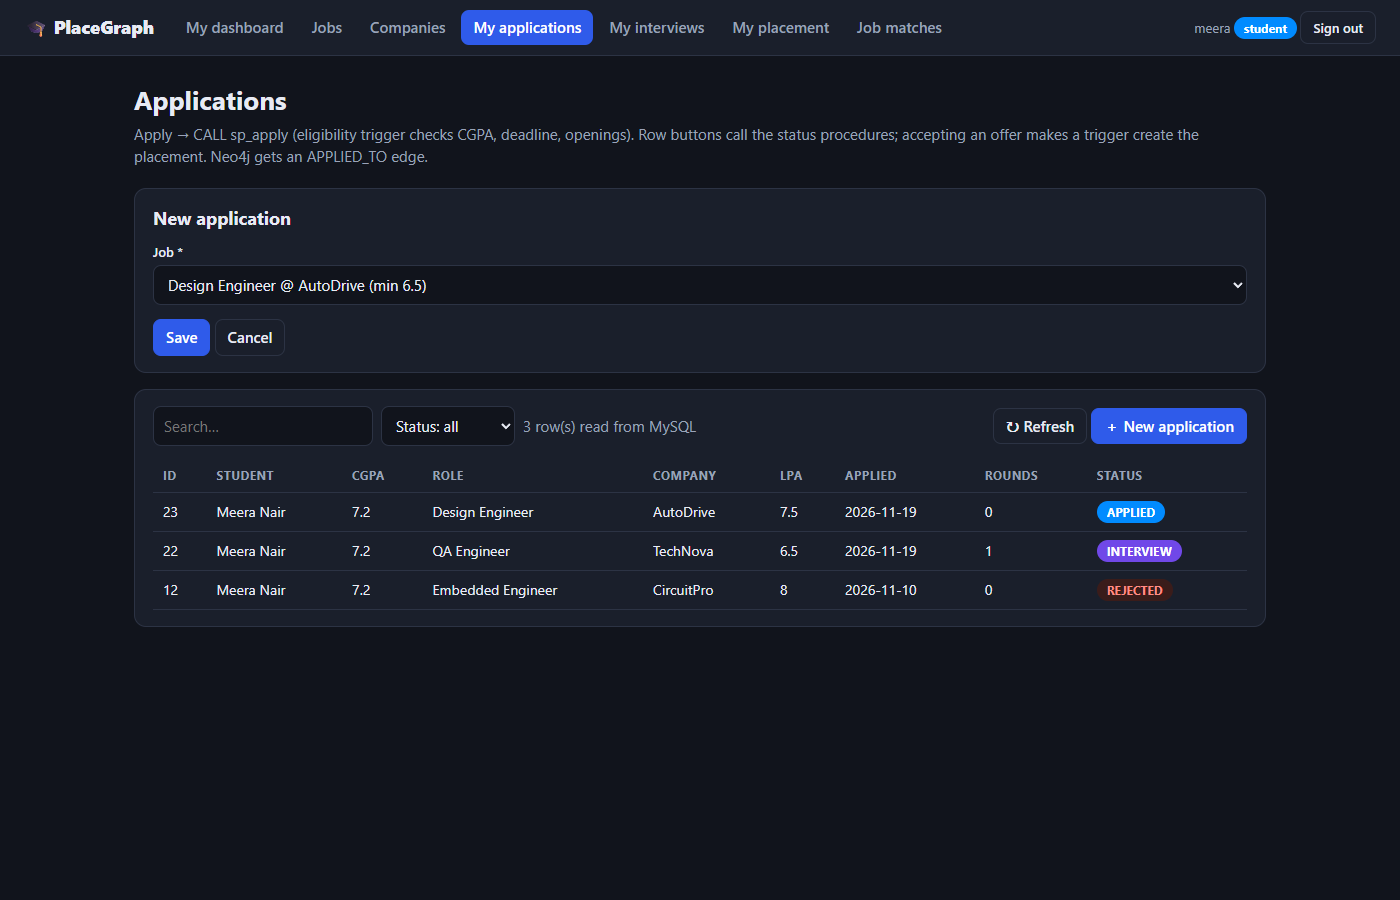 PlaceGraph My dashboard Jobs Companies My applications My interviews My placement Job matches meera student Sign out
Applications
Apply → CALL sp_apply (eligibility trigger checks CGPA, deadline, openings). Row buttons call the status procedures; accepting an offer makes a trigger create the
placement. Neo4j gets an APPLIED_TO edge.
New application
Job *
Design Engineer @ AutoDrive (min 6.5)
Save Cancel
Search... Status: all 3 row(s) read from MySQL ↻ Refresh + New application
ID STUDENT CGPA ROLE COMPANY LPA APPLIED ROUNDS STATUS
23 Meera Nair 7.2 Design Engineer AutoDrive 7.5 2026-11-19 0 APPLIED
22 Meera Nair 7.2 QA Engineer TechNova 6.5 2026-11-19 1 INTERVIEW
12 Meera Nair 7.2 Embedded Engineer CircuitPro 8 2026-11-10 0 REJECTED